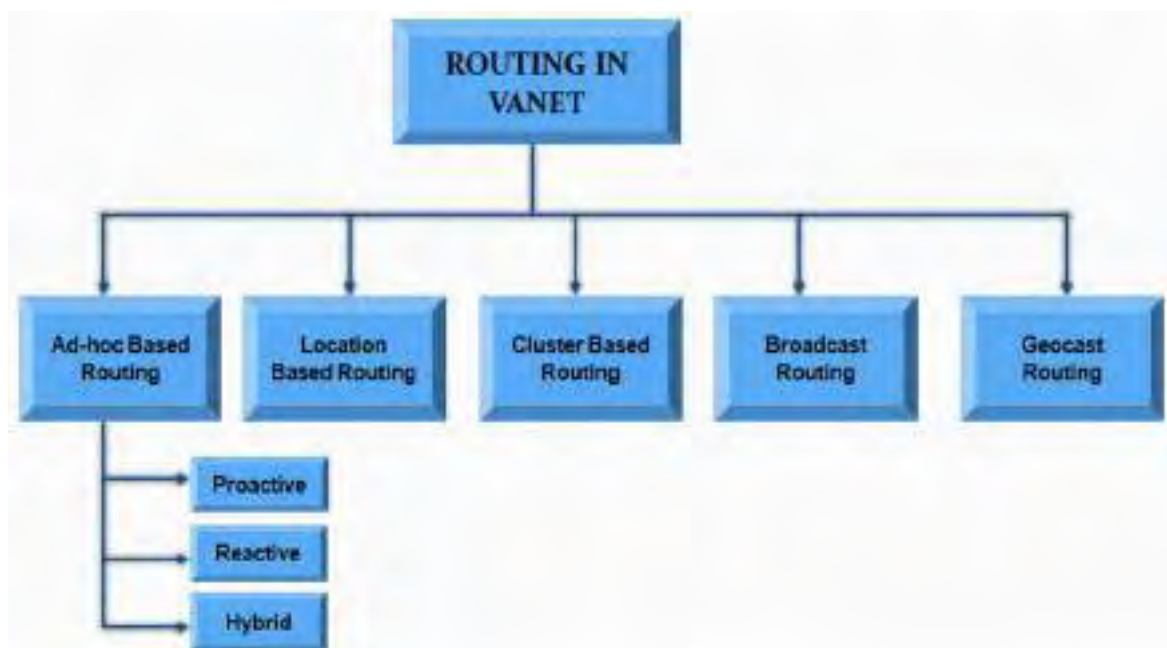 ROUTING IN
VANET
Ad-hoc Based
Routing
Location
Based Routing
Cluster Based
Routing
Broadcast
Routing
Geocast
Routing
Proactive
Reactive
Hybrid